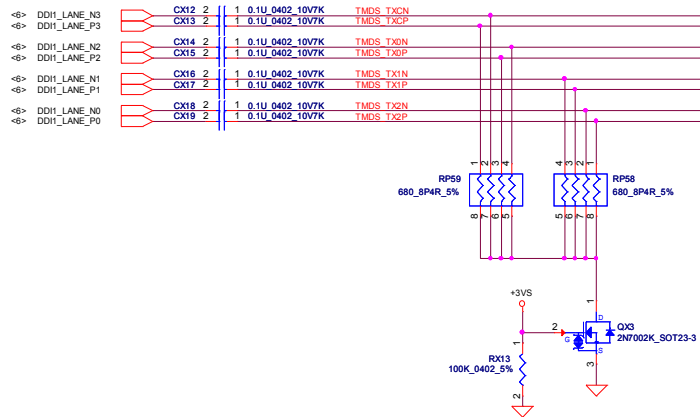 <6> DDI1_LANE_N3 CX12 2 1 0.1U_0402_10V7K TMDS_TXCN
<6> DDI1_LANE_P3 CX13 2 1 0.1U_0402_10V7K TMDS_TXCP
<6> DDI1_LANE_N2 CX14 2 1 0.1U_0402_10V7K TMDS_TX0N
<6> DDI1_LANE_P2 CX15 2 1 0.1U_0402_10V7K TMDS_TX0P
<6> DDI1_LANE_N1 CX16 2 1 0.1U_0402_10V7K TMDS_TX1N
<6> DDI1_LANE_P1 CX17 2 1 0.1U_0402_10V7K TMDS_TX1P
<6> DDI1_LANE_N0 CX18 2 1 0.1U_0402_10V7K TMDS_TX2N
<6> DDI1_LANE_P0 CX19 2 1 0.1U_0402_10V7K TMDS_TX2P
1 2 3 4 4 3 2 1
RP59 RP58
680_8P4R_5% 680_8P4R_5%
8 7 6 5 5 6 7 8
+3VS
1
D
2
G
QX3
2N7002K_SOT23-3
S
3
1
RX13
100K_0402_5%
2